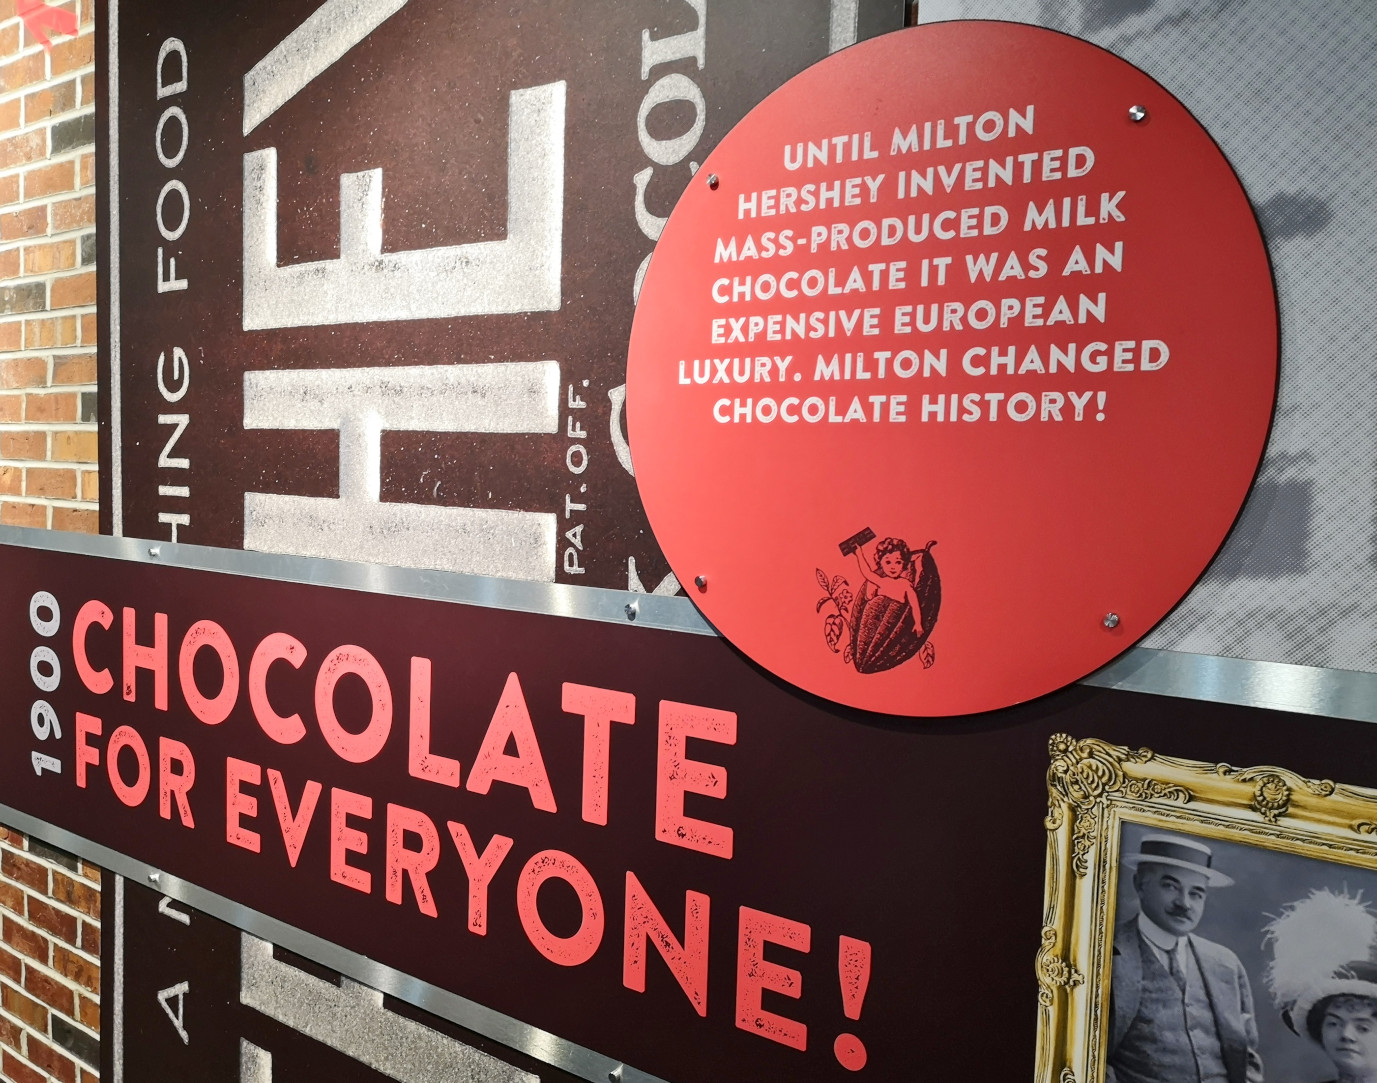 HING FOOD
HE
PAT. OFF.
UNTIL MILTON
HERSHEY INVENTED
MASS-PRODUCED MILK
CHOCOLATE IT WAS AN
EXPENSIVE EUROPEAN
LUXURY. MILTON CHANGED
CHOCOLATE HISTORY!
1900
CHOCOLATE
FOR EVERYONE!
A N